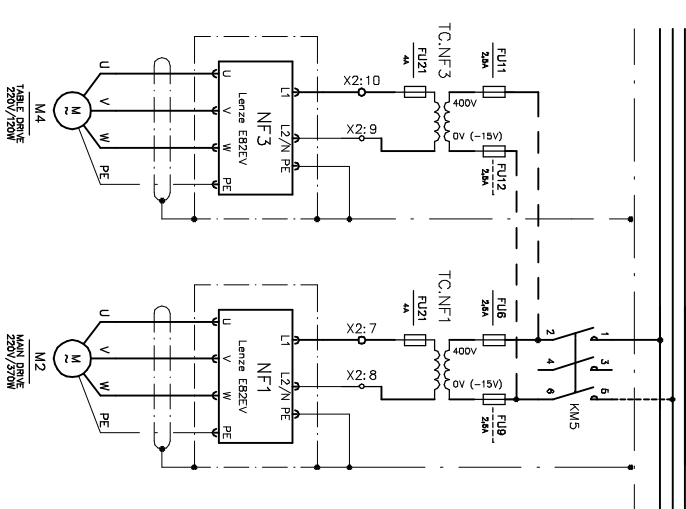 TC.NF3
FU21
4A
FU11
2,5A
X2:10
400V
U
L1
U
V
NF3
Lenze E82EV
L2/N
X2:9
0V (-15V)
V
M
~
W
W
PE
FU12
2,5A
M4
TABLE DRIVE
220V/120W
PE
PE
TC.NF1
FU21
4A
FU6
2,5A
X2:7
400V
2
1
U
L1
U
V
NF1
Lenze E82EV
L2/N
X2:8
0V (-15V)
4
3
V
M
~
W
W
PE
FU9
2,5A
6
5
KM5
M2
MAIN DRIVE
220V/370W
PE
PE